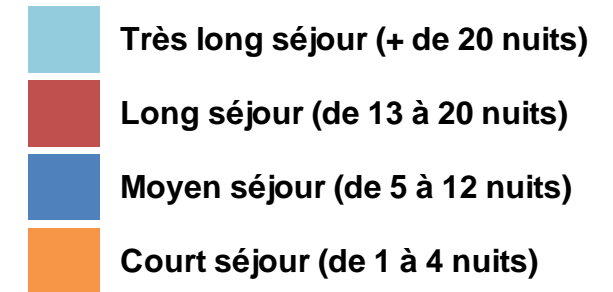 Très long séjour (+ de 20 nuits)
Long séjour (de 13 à 20 nuits)
Moyen séjour (de 5 à 12 nuits)
Court séjour (de 1 à 4 nuits)